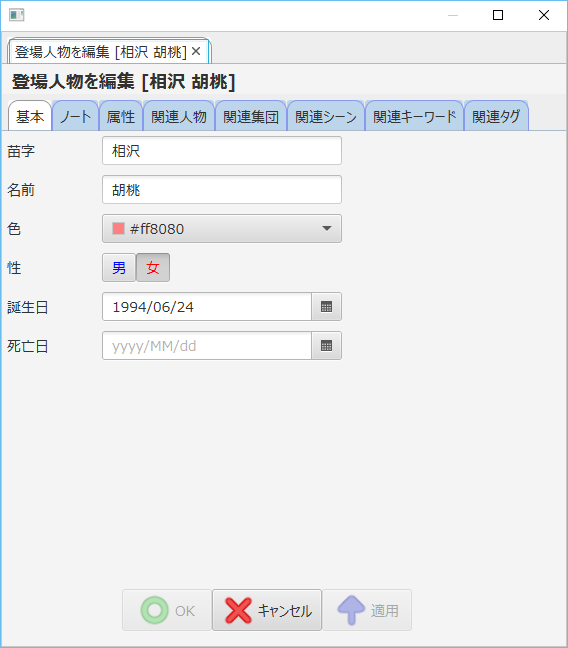 登場人物を編集 [相沢 胡桃] ×
登場人物を編集 [相沢 胡桃]
基本 ノート 属性 関連人物 関連集団 関連シーン 関連キーワード 関連タグ
苗字 相沢
名前 胡桃
色 #ff8080
性 男 女
誕生日 1994/06/24
死亡日 yyyy/MM/dd
OK キャンセル 適用